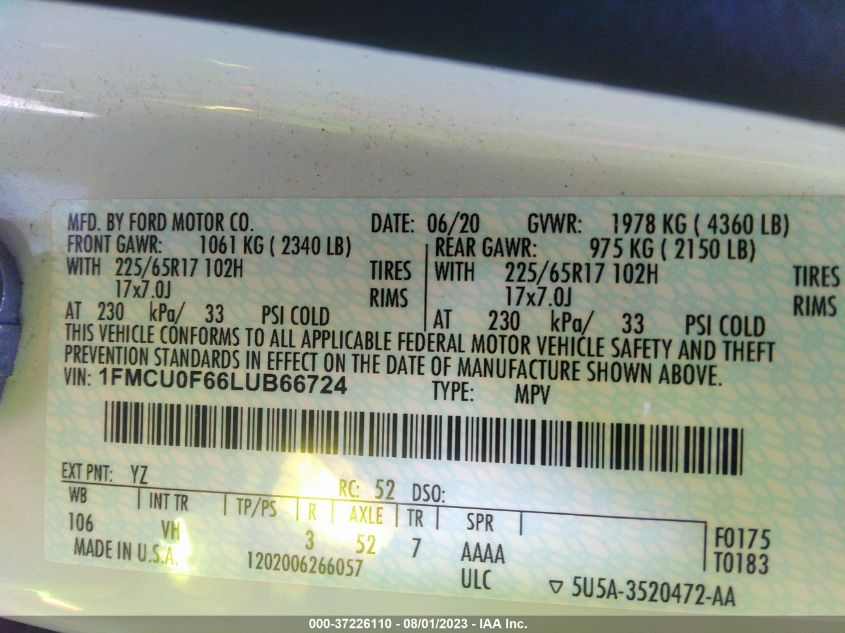 MFD. BY FORD MOTOR CO. DATE: 06/20 GVWR: 1978 KG ( 4360 LB)
FRONT GAWR: 1061 KG ( 2340 LB) REAR GAWR: 975 KG ( 2150 LB)
WITH 225/65R17 102H TIRES WITH 225/65R17 102H TIRES
17x7.0J RIMS 17x7.0J RIMS
AT 230 kPa/ 33 PSI COLD AT 230 kPa/ 33 PSI COLD
THIS VEHICLE CONFORMS TO ALL APPLICABLE FEDERAL MOTOR VEHICLE SAFETY AND THEFT
PREVENTION STANDARDS IN EFFECT ON THE DATE OF MANUFACTURE SHOWN ABOVE.
VIN: 1FMCU0F66LUB66724 TYPE: MPV
EXT PNT: YZ RC: 52 DSO:
WB INT TR TP/PS R AXLE TR SPR
106 VH 3 52 7 AAAA F0175
MADE IN U.S.A. 1202006266057 ULC T0183
▽ 5U5A-3520472-AA
000-37226110 - 08/01/2023 - IAA Inc.